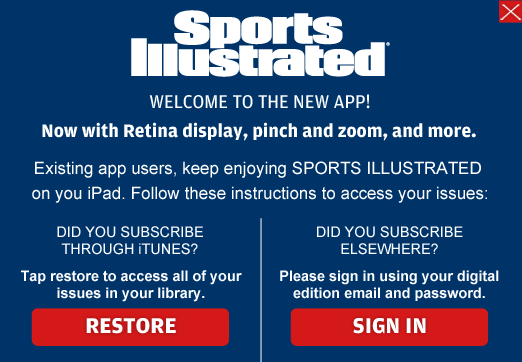 Sports
Illustrated
WELCOME TO THE NEW APP!
Now with Retina display, pinch and zoom, and more.
Existing app users, keep enjoying SPORTS ILLUSTRATED
on you iPad. Follow these instructions to access your issues:
DID YOU SUBSCRIBE
THROUGH iTUNES?
Tap restore to access all of your
issues in your library.
RESTORE
DID YOU SUBSCRIBE
ELSEWHERE?
Please sign in using your digital
edition email and password.
SIGN IN